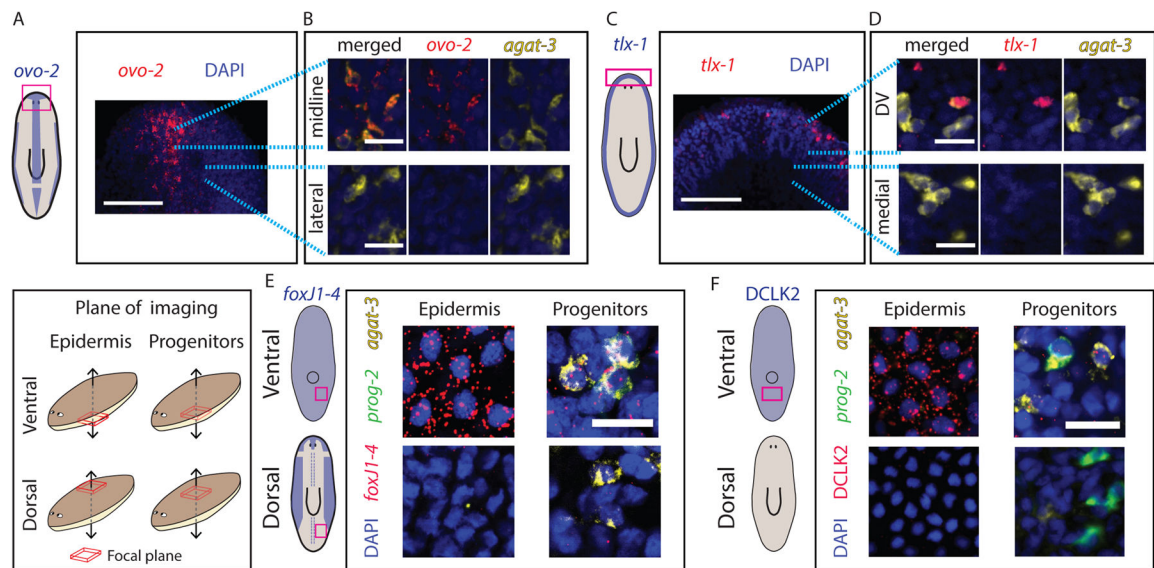 A
ovo-2
ovo-2 DAPI
B
merged ovo-2 agat-3
midline
lateral
C
tlx-1
tlx-1 DAPI
D
merged tlx-1 agat-3
DV
medial
Plane of imaging
Epidermis Progenitors
Ventral
Dorsal
Focal plane
E
foxJ1-4
Ventral
Dorsal
Epidermis Progenitors
DAPI foxJ1-4 prog-2 agat-3
F
DCLK2
Ventral
Dorsal
Epidermis Progenitors
DAPI DCLK2 prog-2 agat-3